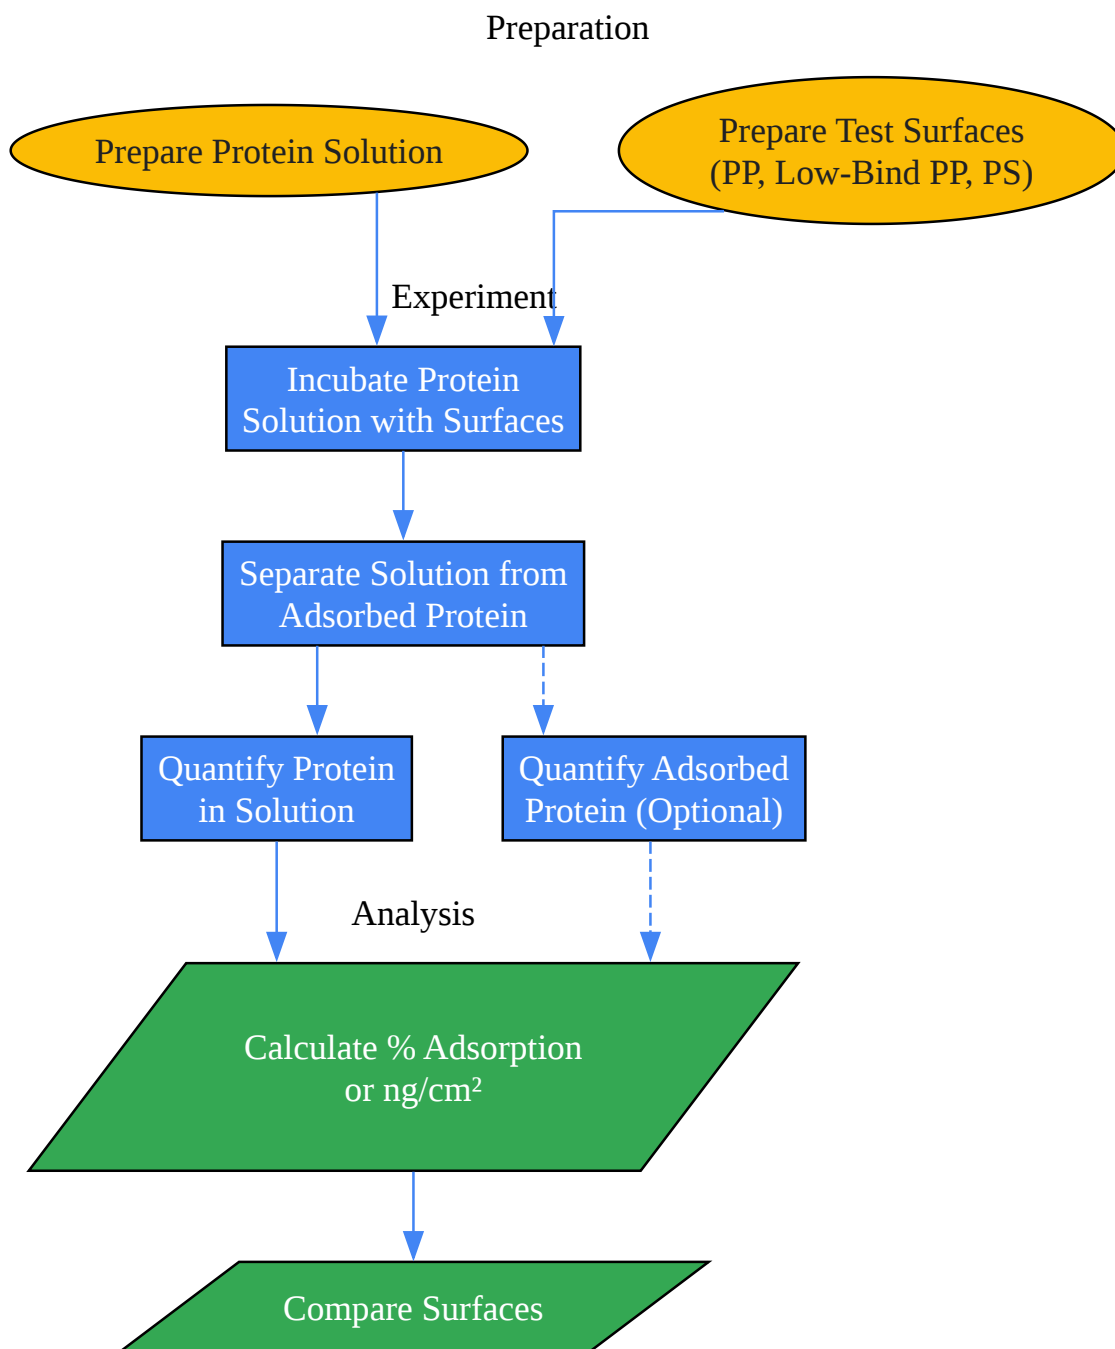 Preparation
Prepare Protein Solution
Prepare Test Surfaces
(PP, Low-Bind PP, PS)
Experiment
Incubate Protein
Solution with Surfaces
Separate Solution from
Adsorbed Protein
Quantify Protein
in Solution
Quantify Adsorbed
Protein (Optional)
Analysis
Calculate % Adsorption
or ng/cm²
Compare Surfaces